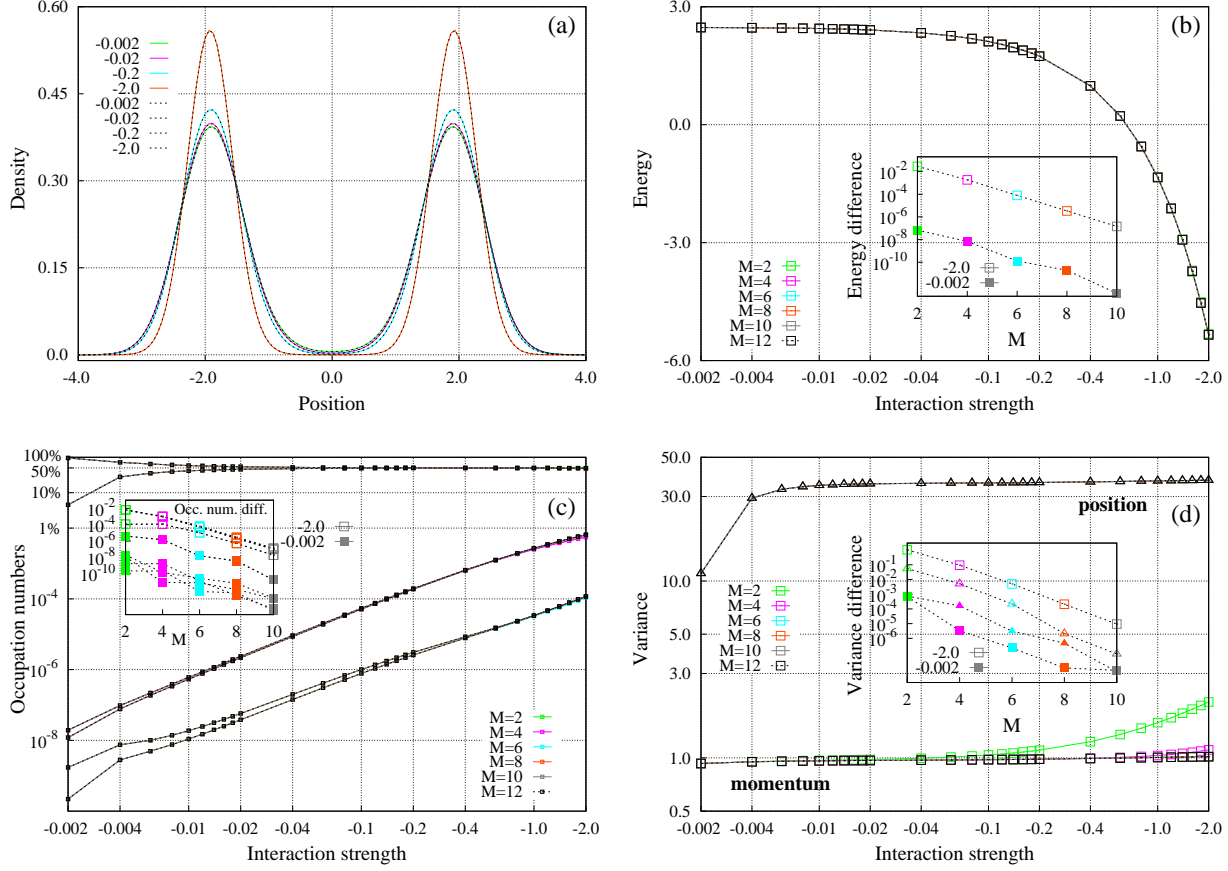 (a)
0.60
0.45
0.30
0.15
0.0
Density
-0.002
-0.02
-0.2
-2.0
-0.002
-0.002
-0.2
-2.0
-4.0 -2.0 0.0 2.0 4.0
Position
(b)
3.0
0.0
-3.0
-6.0
Energy
M=2
M=4
M=6
M=8
M=10
M=12
Energy difference
10-2
10-4
10-6
10-8
10-10
-2.0
-0.002
2 4 6 8 10
M
-0.002 -0.004 -0.01 -0.02 -0.1 -0.2 -0.4 -1.0 -2.0
Interaction strength
(c)
100%
50%
10%
1%
10-4
10-6
10-8
Occupation numbers
Occ. num. diff.
10-2
10-4
10-6
10-8
10-10
-2.0
-0.002
2 4 6 8 10
M
M=2
M=4
M=6
M=8
M=10
M=12
-0.002 -0.004 -0.01 -0.02 -0.04 -0.1 -0.2 -0.4 -1.0 -2.0
Interaction strength
(d)
50.0
30.0
10.0
5.0
3.0
1.0
0.5
Variance
position
momentum
M=2
M=4
M=6
M=8
M=10
M=12
Variance difference
10-1
10-2
10-3
10-4
10-5
10-6
-2.0
-0.002
2 4 6 8 10
M
-0.002 -0.004 -0.01 -0.02 -0.1 -0.2 -0.4 -1.0 -2.0
Interaction strength